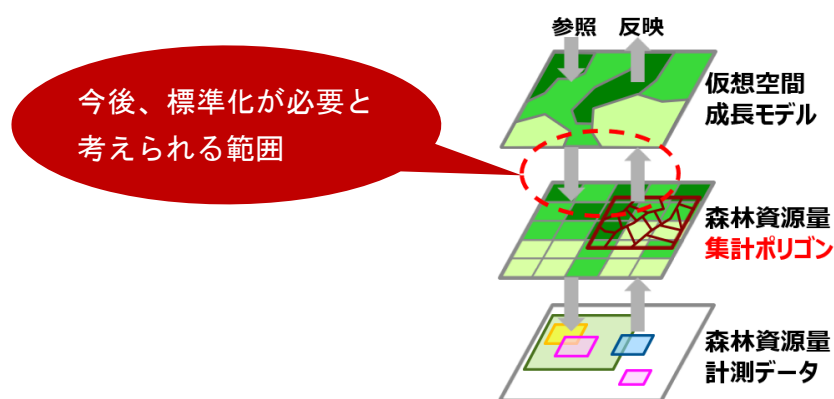 参照 反映
今後、標準化が必要と
考えられる範囲
仮想空間
成長モデル
森林資源量
集計ポリゴン
森林資源量
計測データ